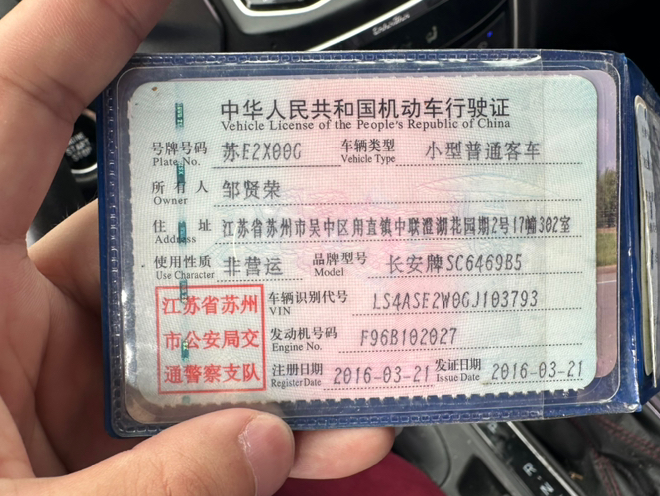 中华人民共和国机动车行驶证
Vehicle License of the People's Republic of China
号牌号码 苏E2X00G 车辆类型 小型普通客车
Plate No. Vehicle Type
所有人 邹贤荣
Owner
住址 江苏省苏州市吴中区甪直镇中联澄湖花园期2号17幢302室
Address
使用性质 非营运 品牌型号 长安牌SC6469B5
Use Character Model
江苏省苏州 车辆识别代号 LS4ASE2W0GJ103793
VIN
市公安局交 发动机号码 F96B102027
Engine No.
通警察支队 注册日期 2016-03-21 发证日期 2016-03-21
Register Date Issue Date